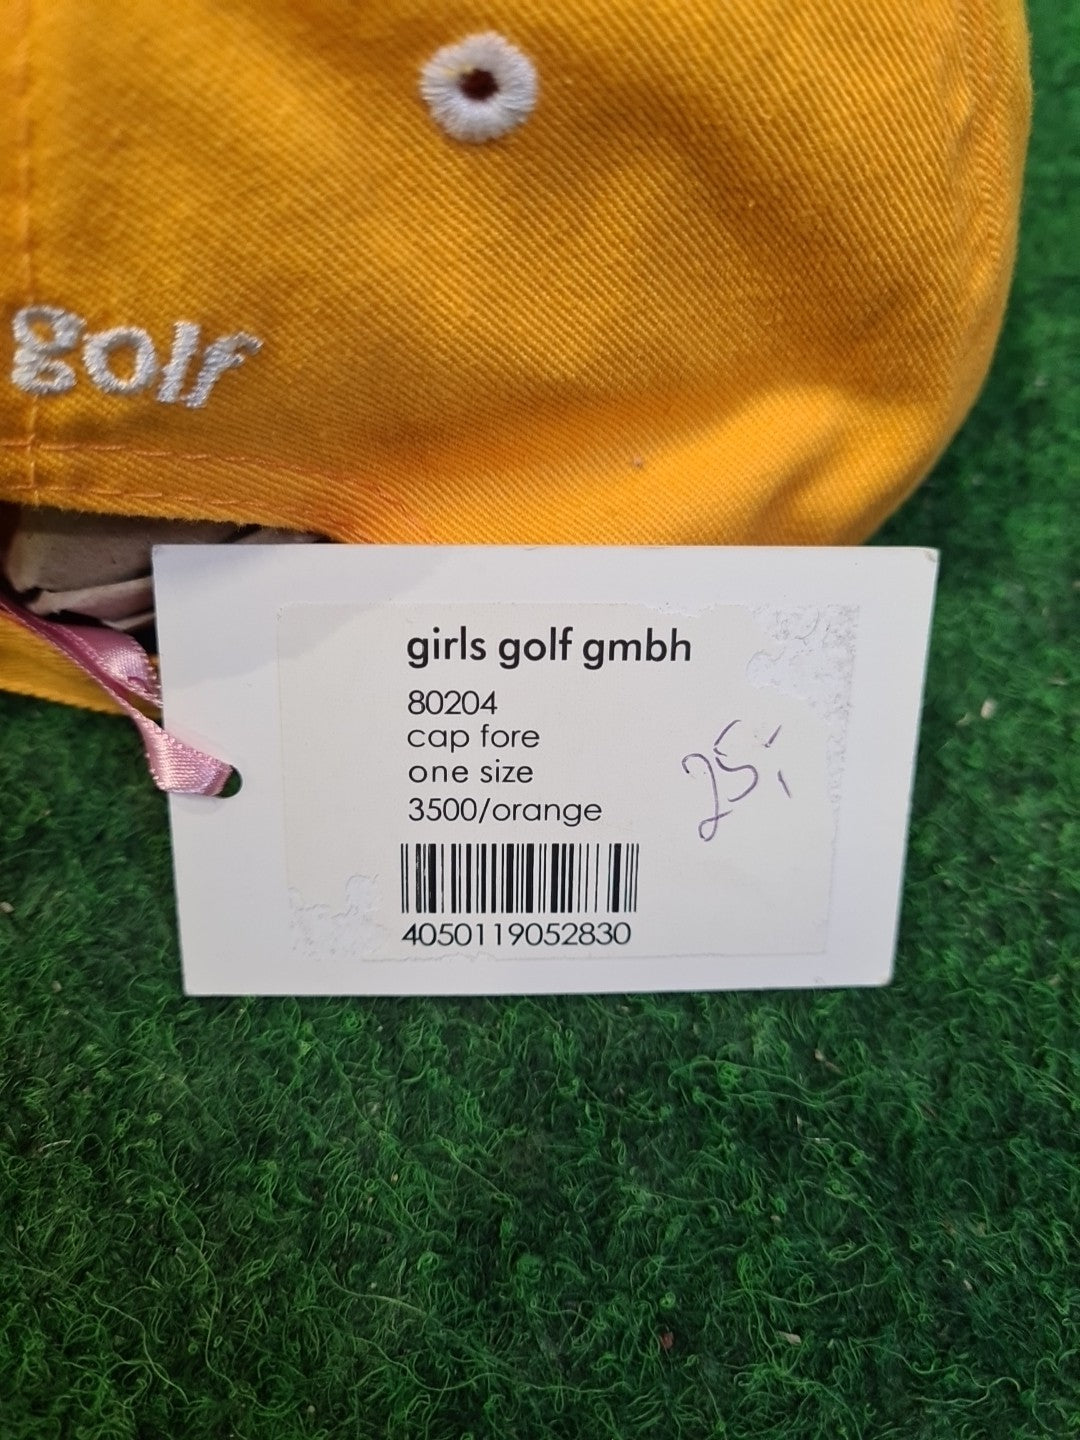 golf
girls golf gmbh
80204
cap fore
one size
3500/orange
25,-
4050119052830